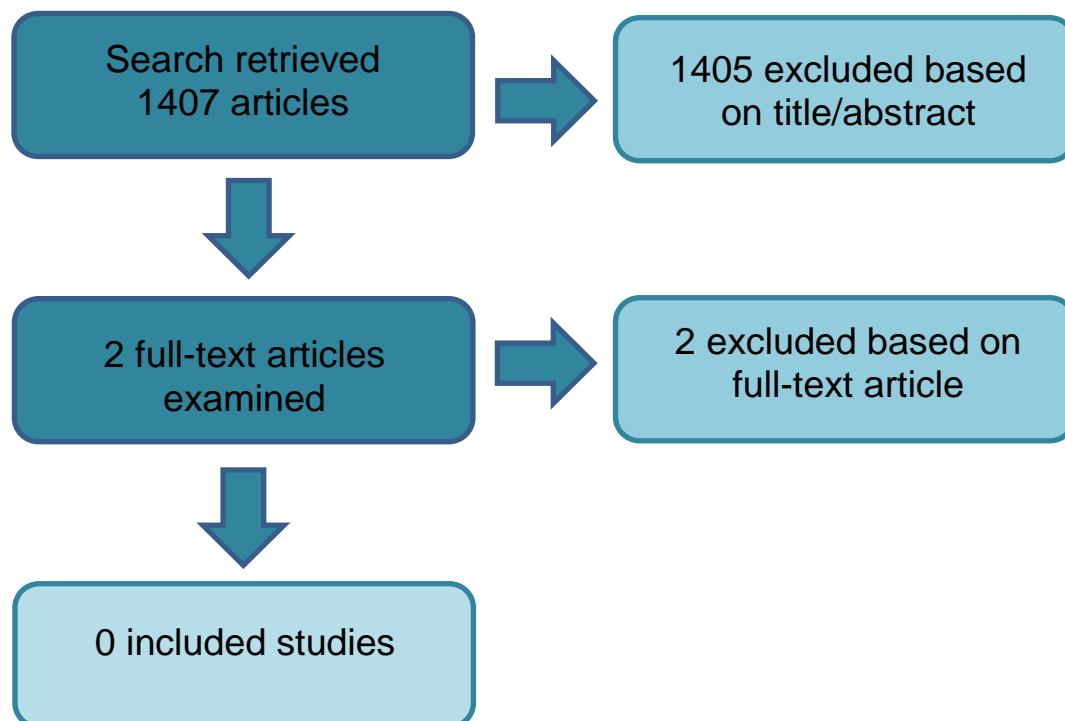 Search retrieved
1407 articles
1405 excluded based
on title/abstract
2 full-text articles
examined
2 excluded based on
full-text article
0 included studies